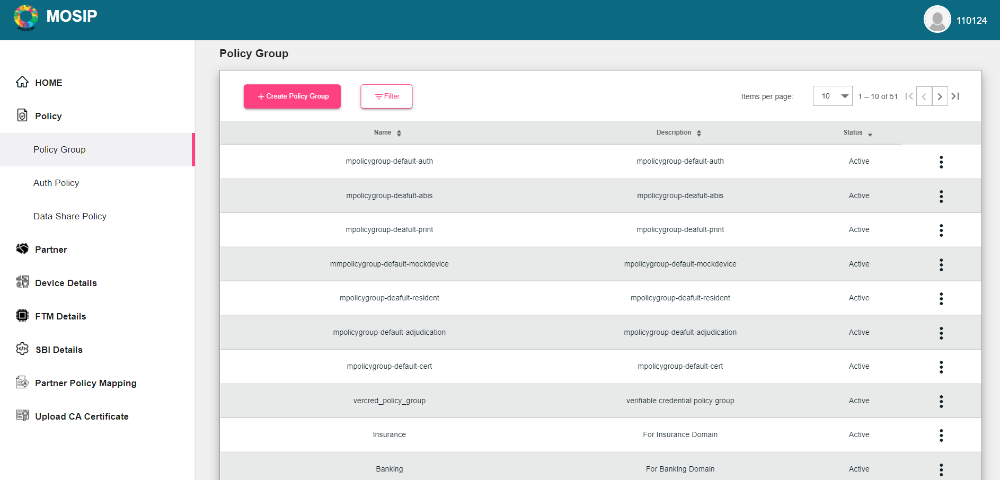 MOSIP
MOSIP
110124
HOME
Policy
Policy Group
Auth Policy
Data Share Policy
Partner
Device Details
FTM Details
SBI Details
Partner Policy Mapping
Upload CA Certificate
Policy Group
+ Create Policy Group Filter Items per page: 10 1 – 10 of 51
Name Description Status
mpolicygroup-default-auth mpolicygroup-default-auth Active
mpolicygroup-deafult-abis mpolicygroup-deafult-abis Active
mpolicygroup-deafult-print mpolicygroup-deafult-print Active
mmpolicygroup-default-mockdevice mpolicygroup-default-mockdevice Active
mpolicygroup-deafult-resident mpolicygroup-deafult-resident Active
mpolicygroup-default-adjudication mpolicygroup-deafult-adjudication Active
mpolicygroup-default-cert mpolicygroup-default-cert Active
vercred_policy_group verifiable credential policy group Active
Insurance For Insurance Domain Active
Banking For Banking Domain Active